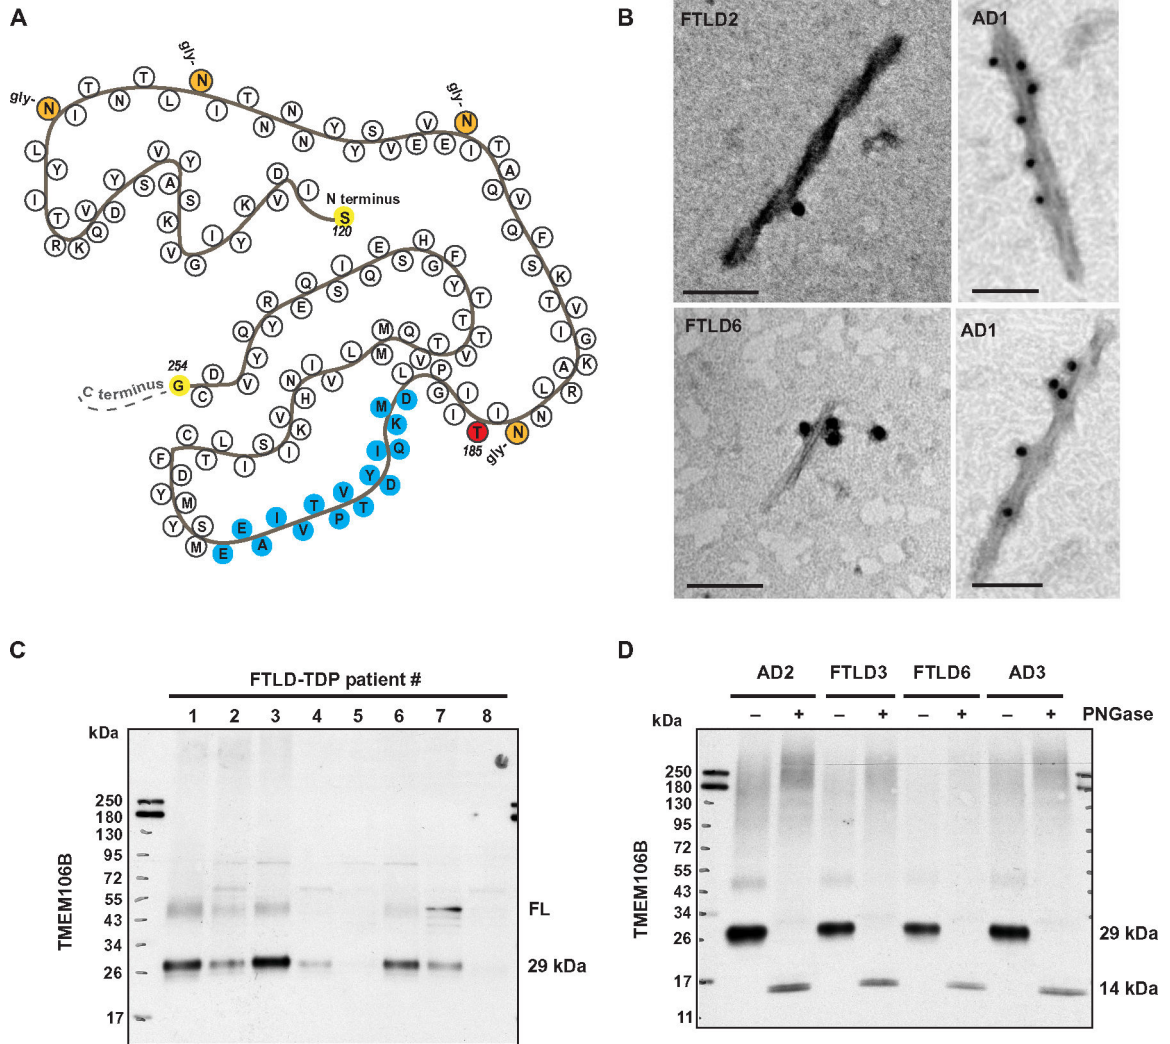 A
N terminus
S
120
I D V K Y I G V K S A Y V S Y D V Q K R T I Y L
gly- N
I T N T L
gly- N
I T N N N Y Y S V V E E
gly- N
I T A Q V Q F S K T V I G K A R L N
gly- N
I T
185
I I G P L D M K Q I D Y T V P T V I A E E M S Y M Y D F C T L I S I K V H N I V L M M Q V T V T T T Y F G H S E Q I S Q E R Y Q Y V D C G
254
C terminus
B
FTLD2
AD1
FTLD6
AD1
C
FTLD-TDP patient #
1 2 3 4 5 6 7 8
kDa
250
180
130
95
72
55
43
34
26
17
TMEM106B
FL
29 kDa
D
AD2 FTLD3 FTLD6 AD3
kDa – + – + – + – + PNGase
250
180
130
95
72
55
43
34
26
17
11
TMEM106B
29 kDa
14 kDa